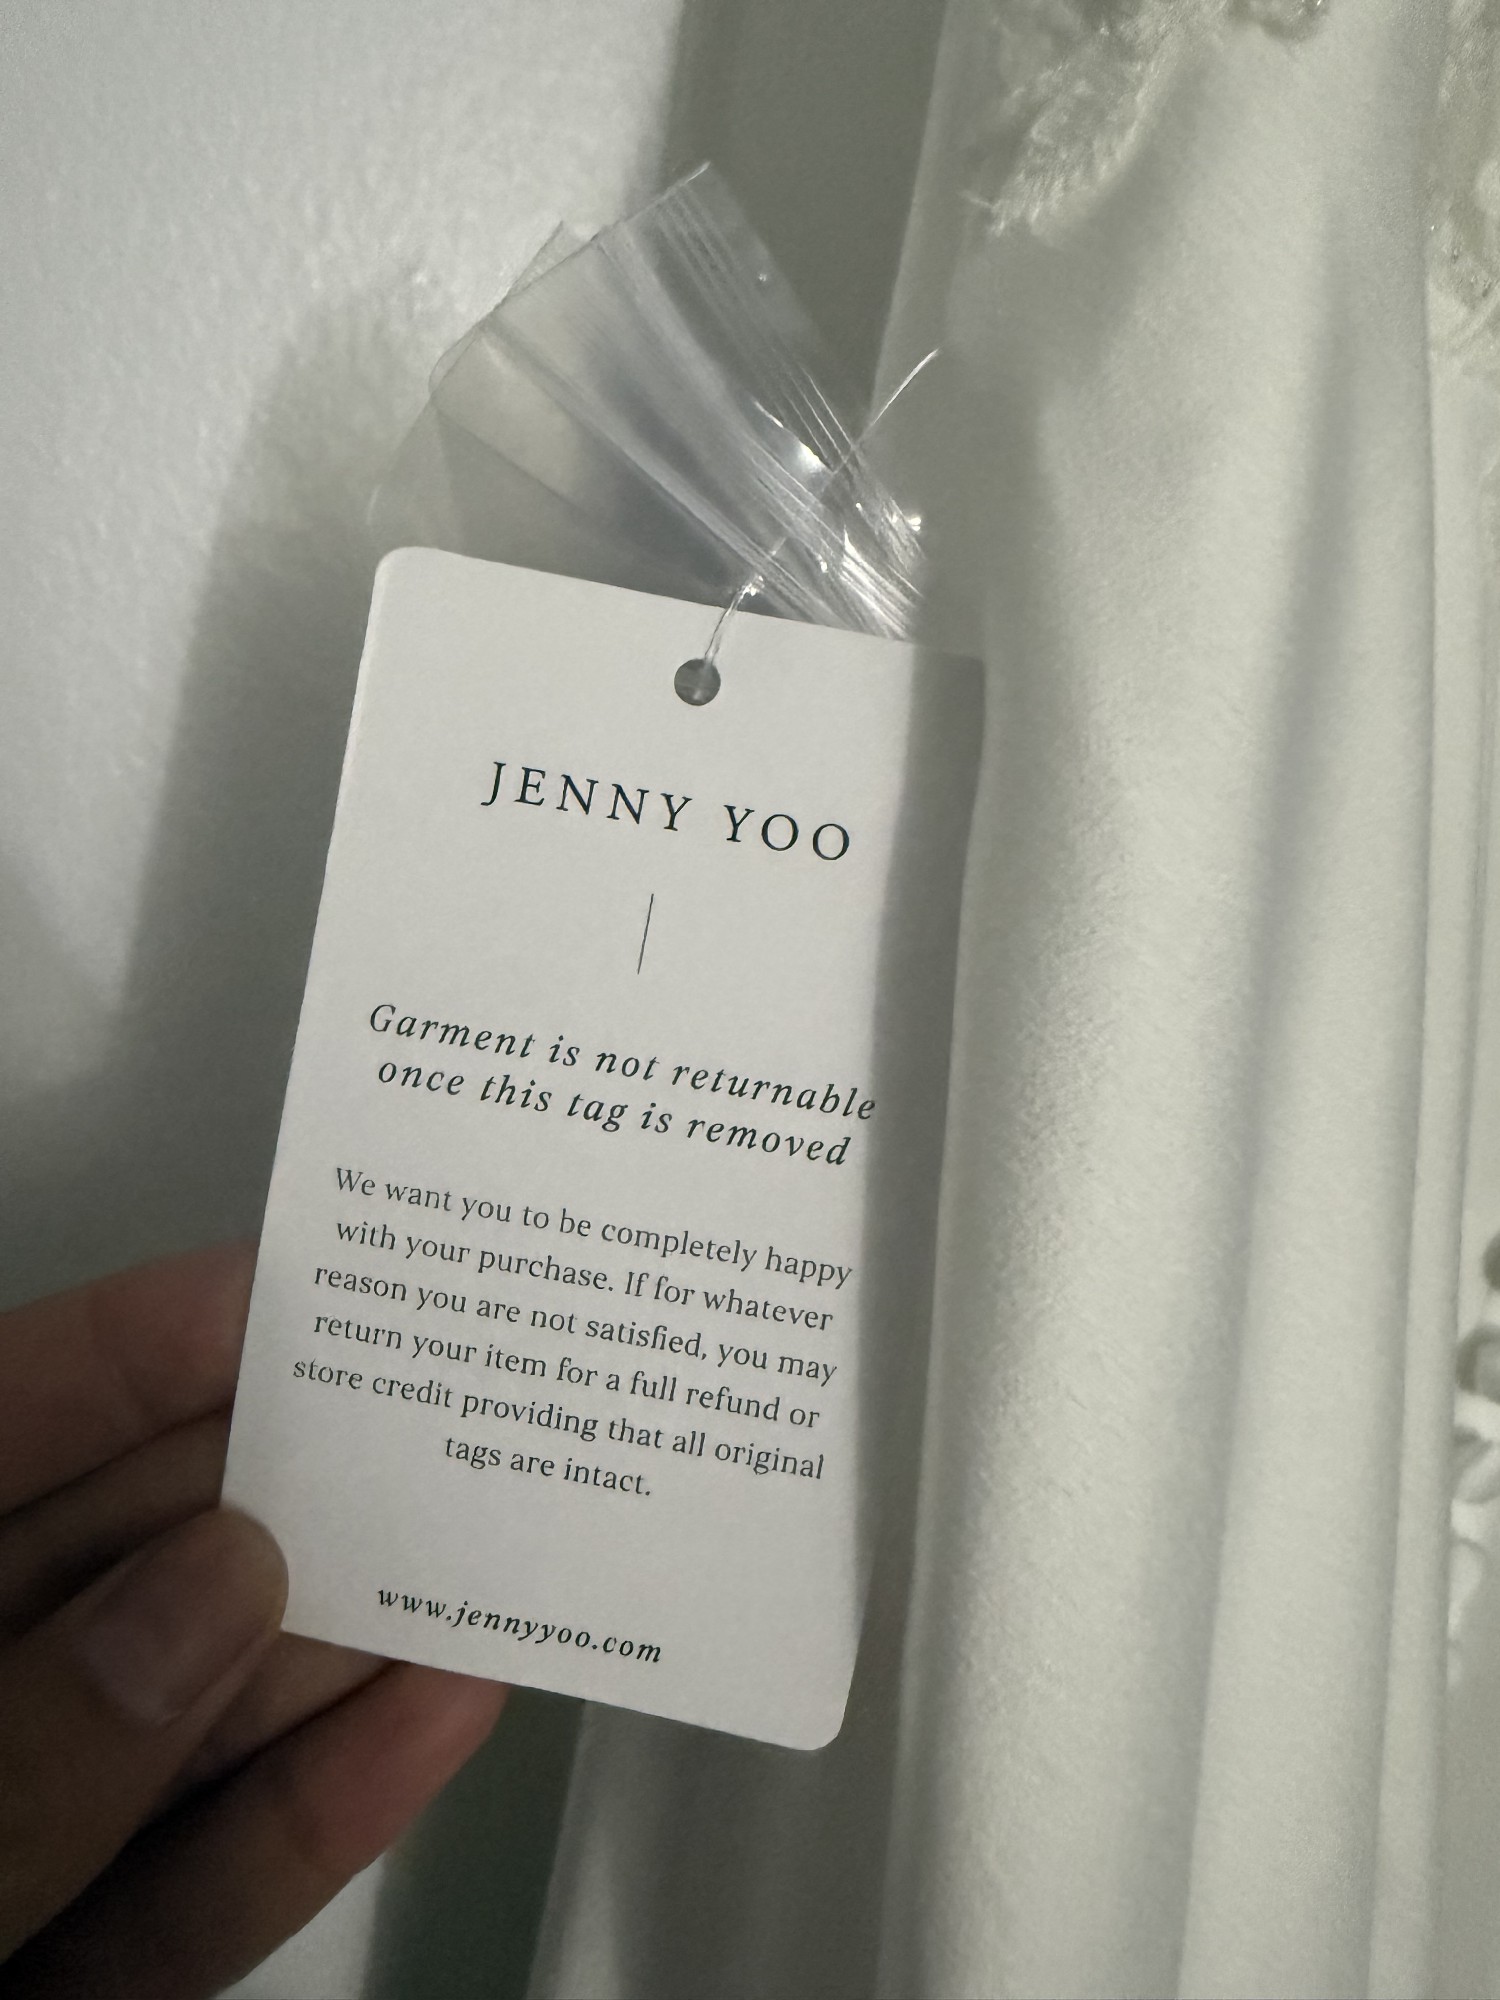 JENNY YOO
Garment is not returnable
once this tag is removed
We want you to be completely happy
with your purchase. If for whatever
reason you are not satisfied, you may
return your item for a full refund or
store credit providing that all original
tags are intact.
www.jennyyoo.com